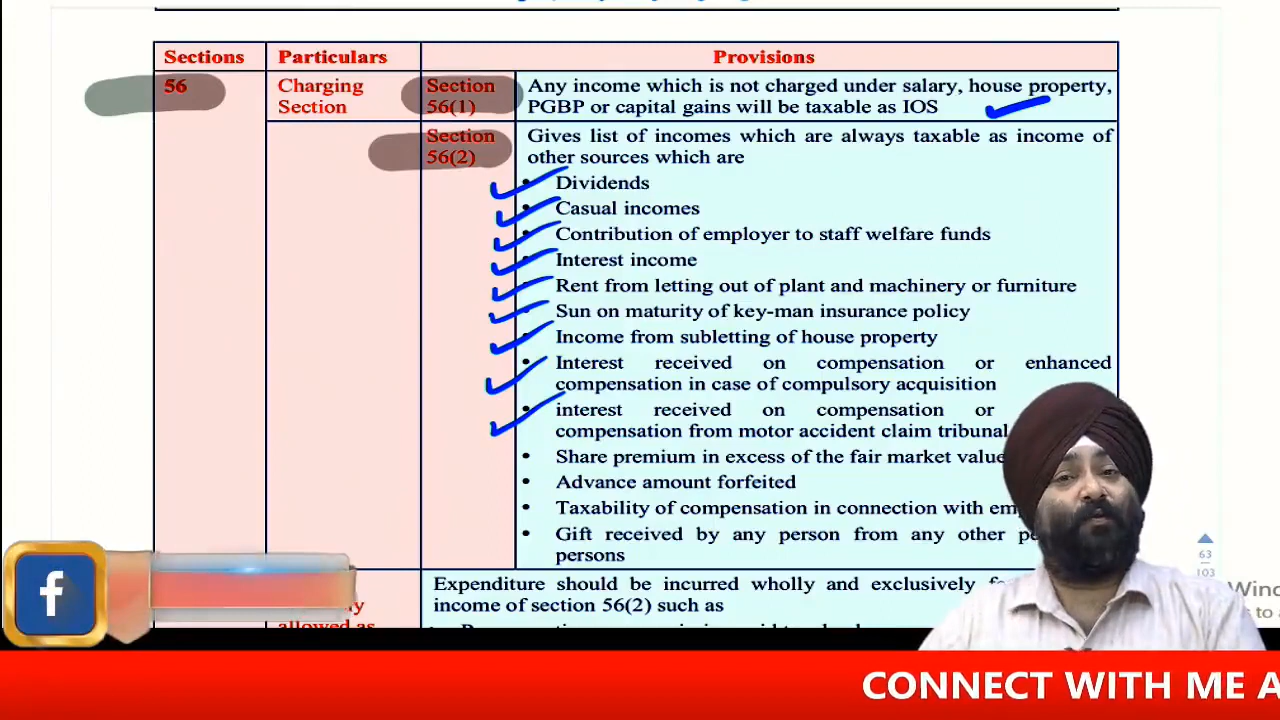 Sections Particulars Provisions
56 Charging Section Any income which is not charged under salary, house property,
Section 56(1) PGBP or capital gains will be taxable as IOS
Section Gives list of incomes which are always taxable as income of
56(2) other sources which are
• Dividends
• Casual incomes
• Contribution of employer to staff welfare funds
• Interest income
• Rent from letting out of plant and machinery or furniture
• Sun on maturity of key-man insurance policy
• Income from subletting of house property
• Interest received on compensation or enhanced
compensation in case of compulsory acquisition
• interest received on compensation or
compensation from motor accident claim tribunal
• Share premium in excess of the fair market value
• Advance amount forfeited
• Taxability of compensation in connection with
• Gift received by any person from any other
persons
Expenditure should be incurred wholly and exclusively
income of section 56(2) such as
allowed as
63
103
f
CONNECT WITH ME A